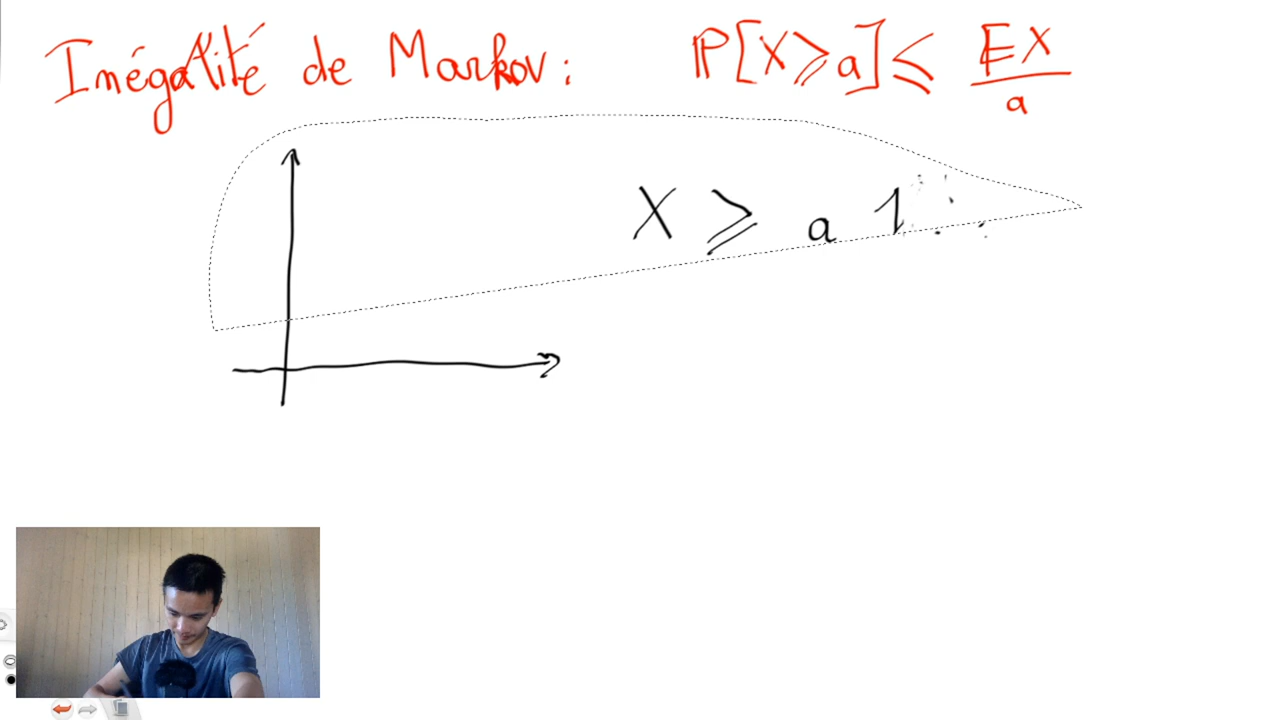 Inégalité de Markov : ℙ[X ⩾ a] ⩽ EX/a
X ⩾ a 1